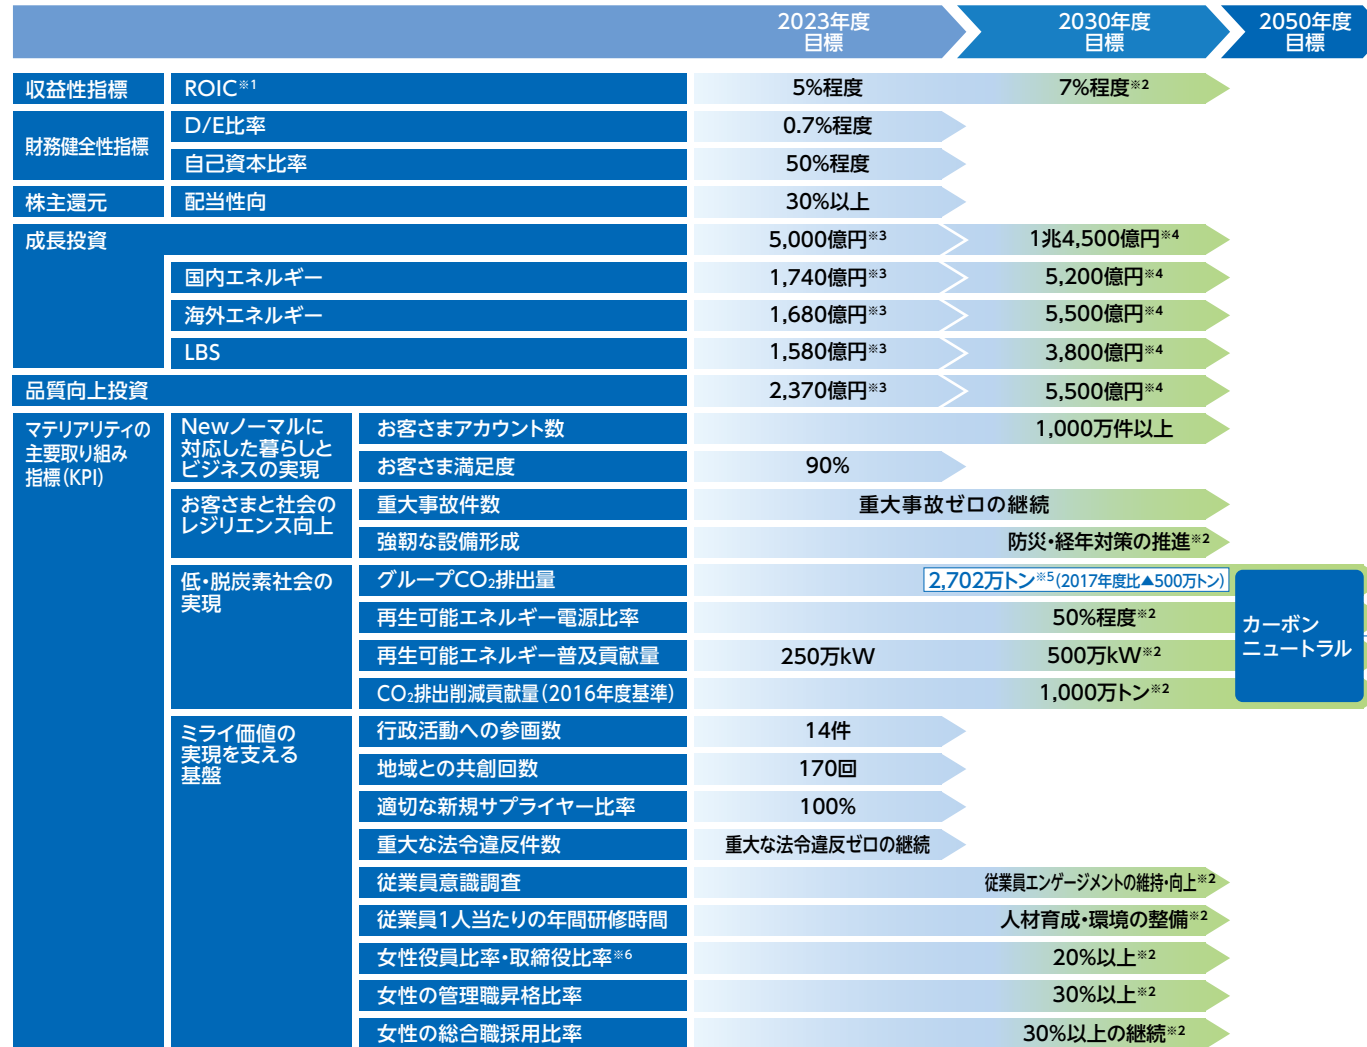 2023年度
目標
2030年度
目標
2050年度
目標
収益性指標
ROIC※1
5%程度
7%程度※2
財務健全性指標
D/E比率
0.7%程度
自己資本比率
50%程度
株主還元
配当性向
30%以上
成長投資
5,000億円※3
1兆4,500億円※4
国内エネルギー
1,740億円※3
5,200億円※4
海外エネルギー
1,680億円※3
5,500億円※4
LBS
1,580億円※3
3,800億円※4
品質向上投資
2,370億円※3
5,500億円※4
マテリアリティの
主要取り組み
指標(KPI)
Newノーマルに
対応した暮らしと
ビジネスの実現
お客さまアカウント数
1,000万件以上
お客さま満足度
90%
お客さまと社会の
レジリエンス向上
重大事故件数
重大事故ゼロの継続
強靭な設備形成
防災・経年対策の推進※2
低・脱炭素社会の
実現
グループCO₂排出量
2,702万トン※5(2017年度比▲500万トン)
再生可能エネルギー電源比率
50%程度※2
再生可能エネルギー普及貢献量
250万kW
500万kW※2
CO₂排出削減貢献量(2016年度基準)
1,000万トン※2
カーボン
ニュートラル
ミライ価値の
実現を支える
基盤
行政活動への参画数
14件
地域との共創回数
170回
適切な新規サプライヤー比率
100%
重大な法令違反件数
重大な法令違反ゼロの継続
従業員意識調査
従業員エンゲージメントの維持・向上※2
従業員1人当たりの年間研修時間
人材育成・環境の整備※2
女性役員比率・取締役比率※6
20%以上※2
女性の管理職昇格比率
30%以上※2
女性の総合職採用比率
30%以上の継続※2